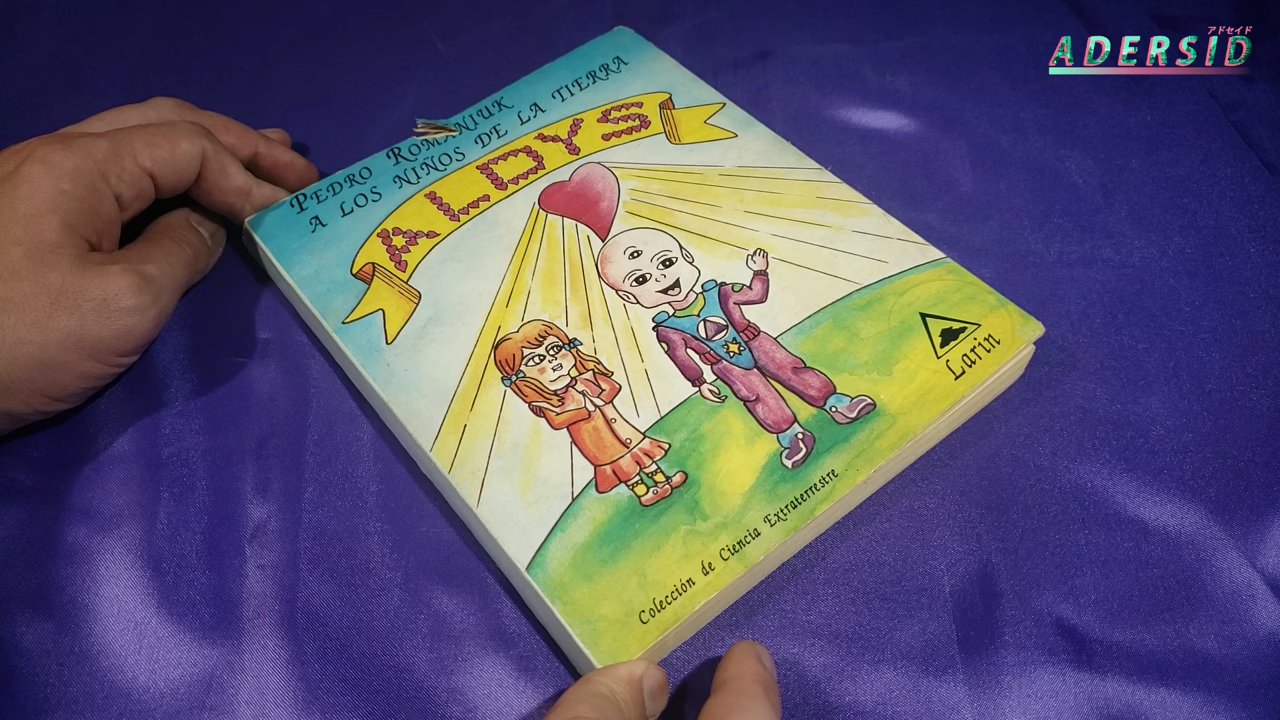 PEDRO ROMANIUK
A LOS NIÑOS DE LA TIERRA
ALDYS
Larin
Colección de Ciencia Extraterrestre
アドセイド
ADERSID